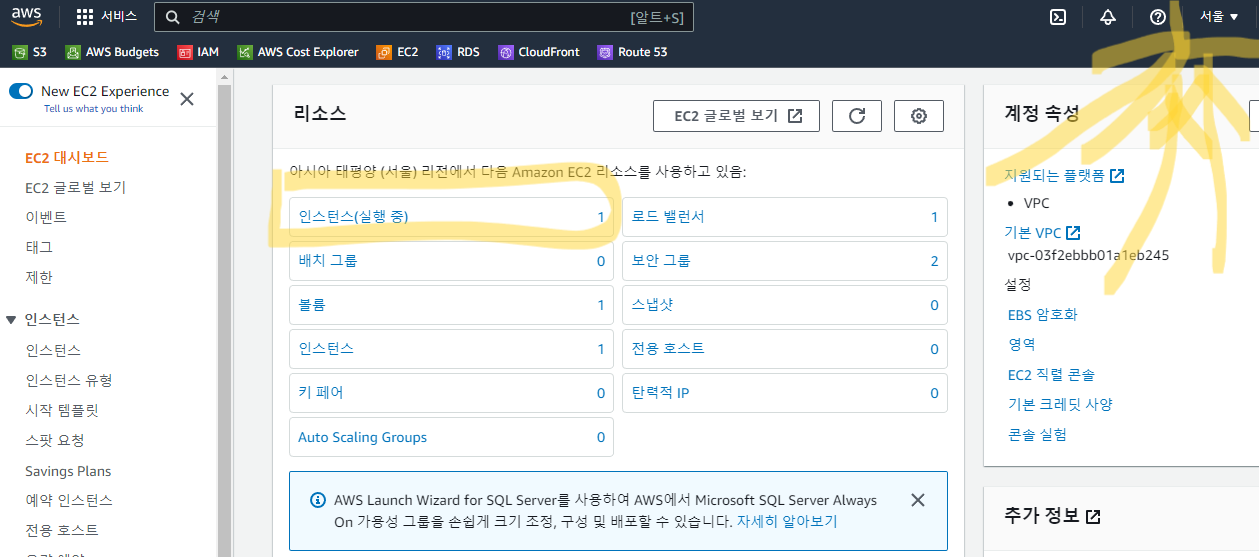 aws 서비스 검색 [알트+S] 서울
S3 AWS Budgets IAM AWS Cost Explorer EC2 RDS CloudFront Route 53
New EC2 Experience
Tell us what you think
EC2 대시보드
EC2 글로벌 보기
이벤트
태그
제한
인스턴스
인스턴스
인스턴스 유형
시작 템플릿
스팟 요청
Savings Plans
예약 인스턴스
전용 호스트
리소스
EC2 글로벌 보기
아시아 태평양 (서울) 리전에서 다음 Amazon EC2 리소스를 사용하고 있음:
인스턴스(실행 중) 1 로드 밸런서 1
배치 그룹 0 보안 그룹 2
볼륨 1 스냅샷 0
인스턴스 1 전용 호스트 0
키 페어 0 탄력적 IP 0
Auto Scaling Groups 0
AWS Launch Wizard for SQL Server를 사용하여 AWS에서 Microsoft SQL Server Always
On 가용성 그룹을 손쉽게 크기 조정, 구성 및 배포할 수 있습니다. 자세히 알아보기
계정 속성
지원되는 플랫폼
VPC
기본 VPC
vpc-03f2ebbb01a1eb245
설정
EBS 암호화
영역
EC2 직렬 콘솔
기본 크레딧 사양
콘솔 실험
추가 정보